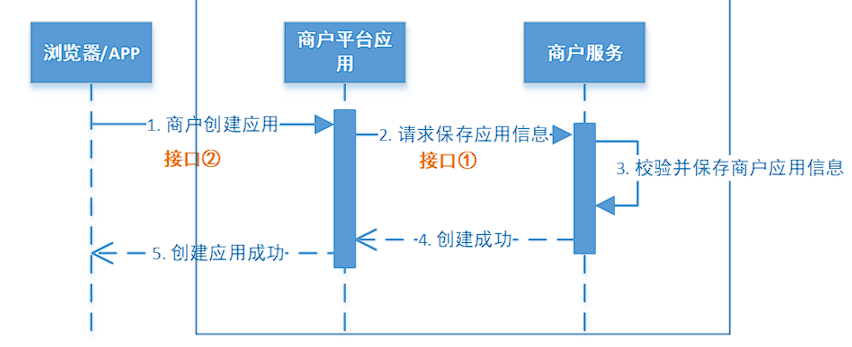 浏览器/APP
商户平台应
用
商户服务
1. 商户创建应用
接口②
2. 请求保存应用信息
接口①
3. 校验并保存商户应用信息
4. 创建成功
5. 创建应用成功